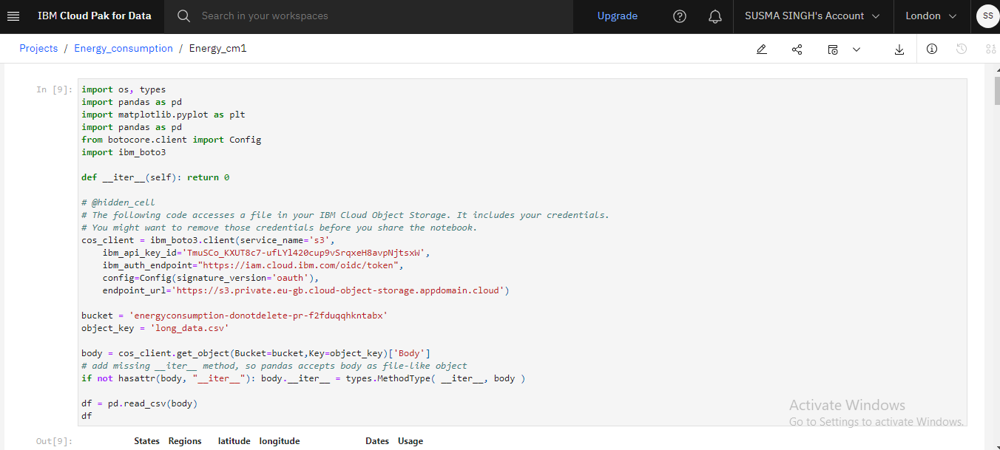 IBM Cloud Pak for Data
Search in your workspaces
Upgrade
SUSMA SINGH's Account
London
SS
Projects / Energy_consumption / Energy_cm1
In [9]:
import os, types
import pandas as pd
import matplotlib.pyplot as plt
import pandas as pd
from botocore.client import Config
import ibm_boto3
def __iter__(self): return 0
# @hidden_cell
# The following code accesses a file in your IBM Cloud Object Storage. It includes your credentials.
# You might want to remove those credentials before you share the notebook.
cos_client = ibm_boto3.client(service_name='s3',
ibm_api_key_id='TmuSCo_KXUT8c7-ufLYl420cup9vSrqxeH8avpNjtsxW',
ibm_auth_endpoint="https://iam.cloud.ibm.com/oidc/token",
config=Config(signature_version='oauth'),
endpoint_url='https://s3.private.eu-gb.cloud-object-storage.appdomain.cloud')
bucket = 'energyconsumption-donotdelete-pr-f2fduqqhkntabx'
object_key = 'long_data.csv'
body = cos_client.get_object(Bucket=bucket,Key=object_key)['Body']
# add missing __iter__ method, so pandas accepts body as file-like object
if not hasattr(body, "__iter__"): body.__iter__ = types.MethodType( __iter__, body )
df = pd.read_csv(body)
df
Activate Windows
Go to Settings to activate Windows.
Out[9]:
States Regions latitude longitude Dates Usage